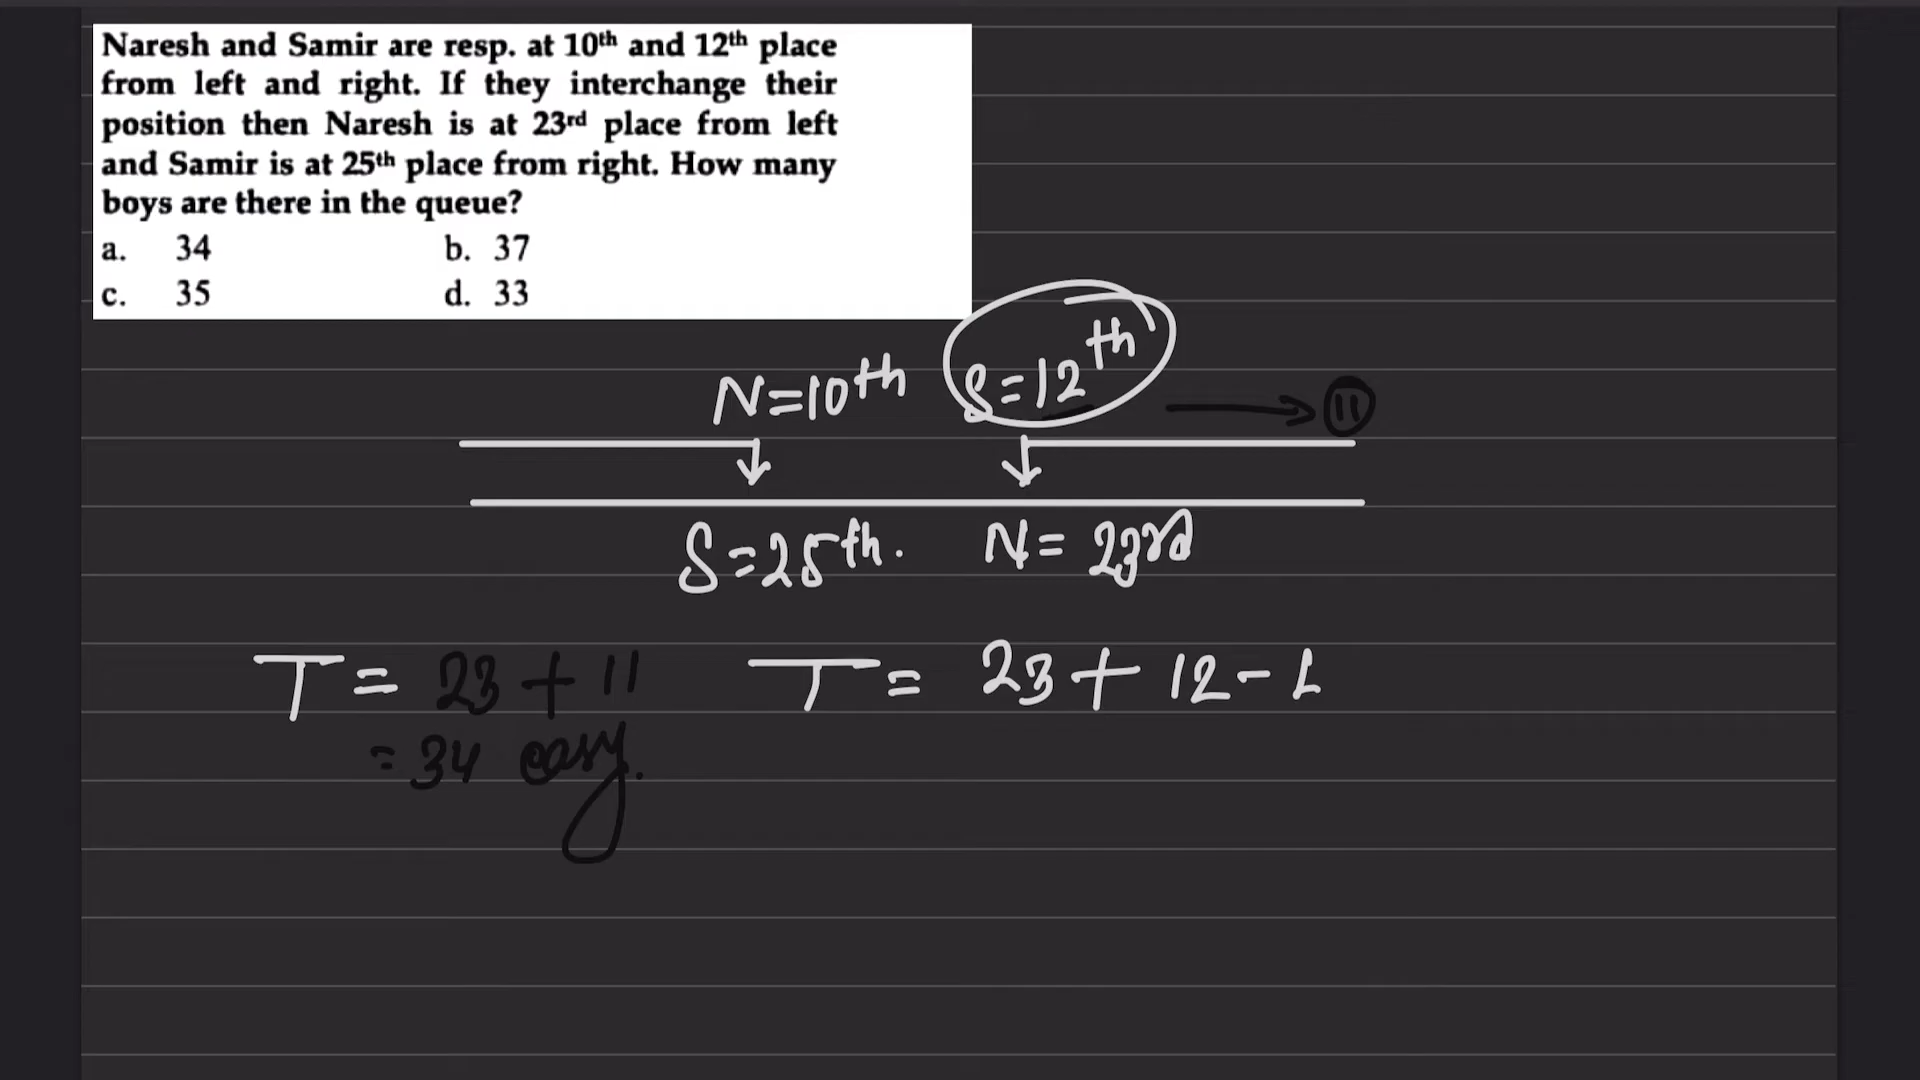 Naresh and Samir are resp. at 10th and 12th place
from left and right. If they interchange their
position then Naresh is at 23rd place from left
and Samir is at 25th place from right. How many
boys are there in the queue?
a. 34 b. 37
c. 35 d. 33
N=10th S=12th 11
S=25th. N= 23rd
T= 23+11 T= 23+12-1
= 34 easy.